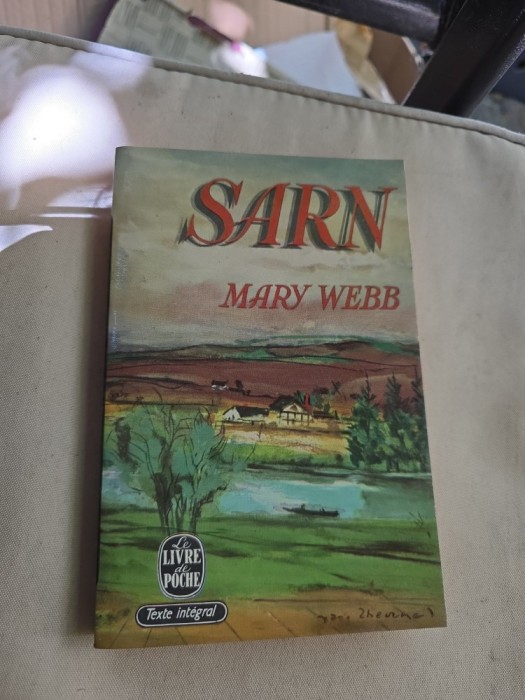 SARN
MARY WEBB
Le
LIVRE
de
POCHE
Texte intégral